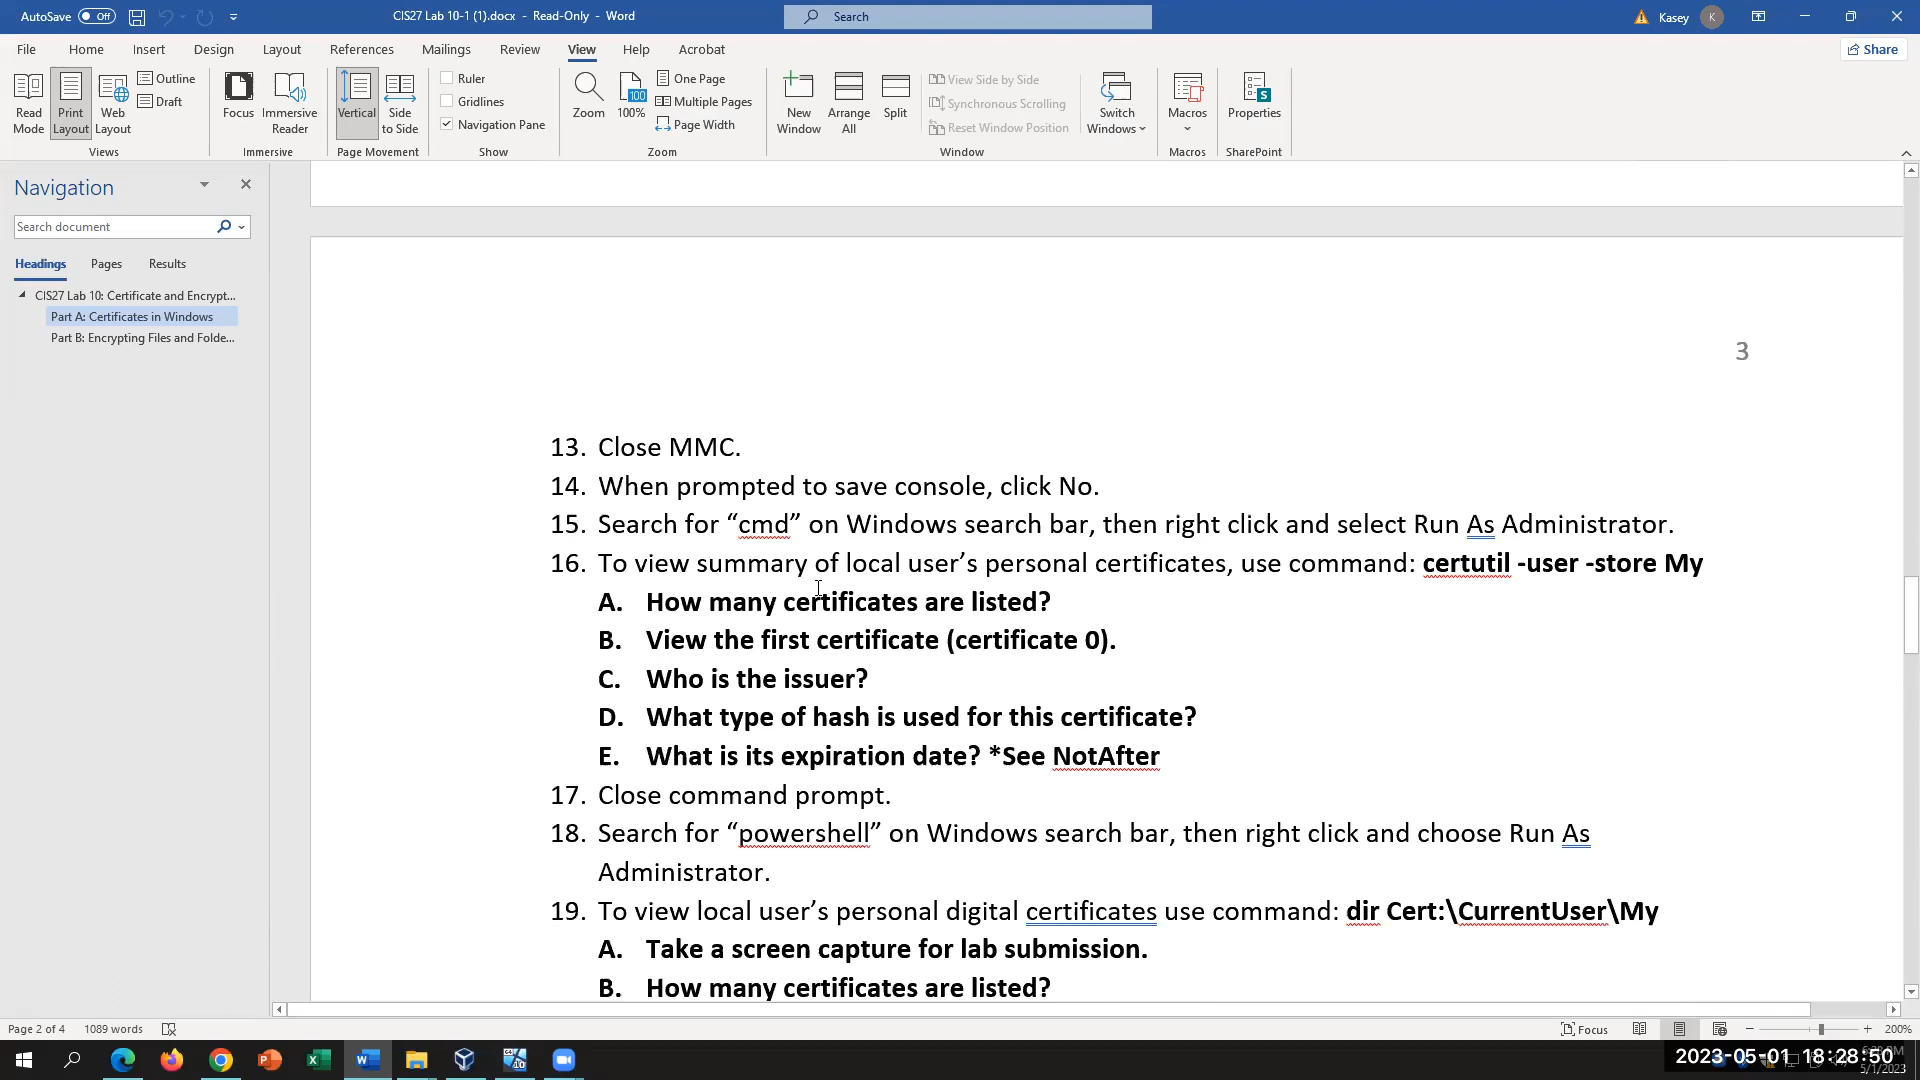 AutoSave Off
CIS27 Lab 10-1 (1).docx - Read-Only - Word
Search
Kasey K
File Home Insert Design Layout References Mailings Review View Help Acrobat
Share
Read Mode
Print Layout
Web Layout
Outline
Draft
Views
Focus
Immersive Reader
Immersive
Vertical
Side to Side
Page Movement
Ruler
Gridlines
Navigation Pane
Show
Zoom
100
100%
One Page
Multiple Pages
Page Width
Zoom
New Window
Arrange All
Split
View Side by Side
Synchronous Scrolling
Reset Window Position
Window
Switch Windows
Macros
Macros
Properties
SharePoint
Navigation
Search document
Headings Pages Results
CIS27 Lab 10: Certificate and Encrypt...
Part A: Certificates in Windows
Part B: Encrypting Files and Folde...
3
13. Close MMC.
14. When prompted to save console, click No.
15. Search for “cmd” on Windows search bar, then right click and select Run As Administrator.
16. To view summary of local user’s personal certificates, use command: certutil -user -store My
A. How many certificates are listed?
B. View the first certificate (certificate 0).
C. Who is the issuer?
D. What type of hash is used for this certificate?
E. What is its expiration date? *See NotAfter
17. Close command prompt.
18. Search for “powershell” on Windows search bar, then right click and choose Run As
Administrator.
19. To view local user’s personal digital certificates use command: dir Cert:\CurrentUser\My
A. Take a screen capture for lab submission.
B. How many certificates are listed?
Page 2 of 4 1089 words
Focus
200%
2023-05-01 18:28:50
5/1/2023